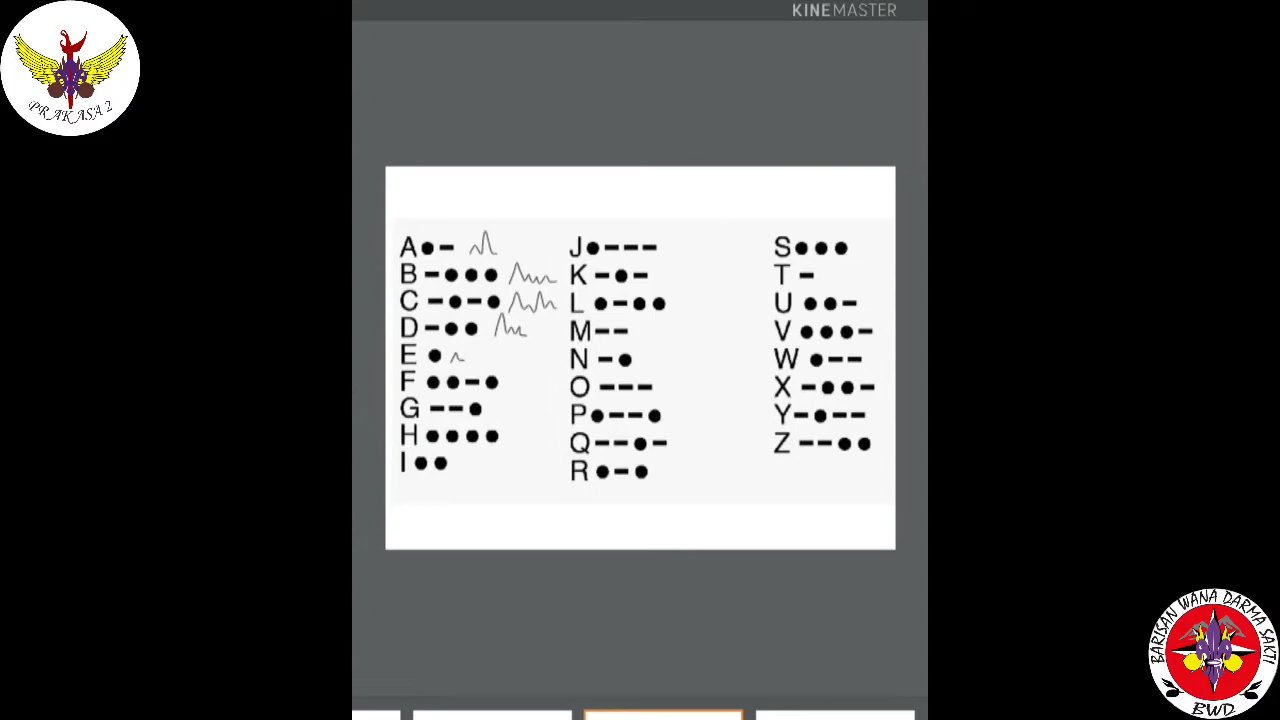 KINEMASTER
PRAKASA 2
A●-
B-●●●
C-●-●
D-●●
E●
F●●-●
G--●
H●●●●
I●●
J●---
K-●-
L●-●●
M--
N-●
O---
P●--●
Q--●-
R●-●
S●●●
T-
U●●-
V●●●-
W●--
X-●●-
Y-●--
Z--●●
BARISAN WANA DARMA SAKTI
BWD.